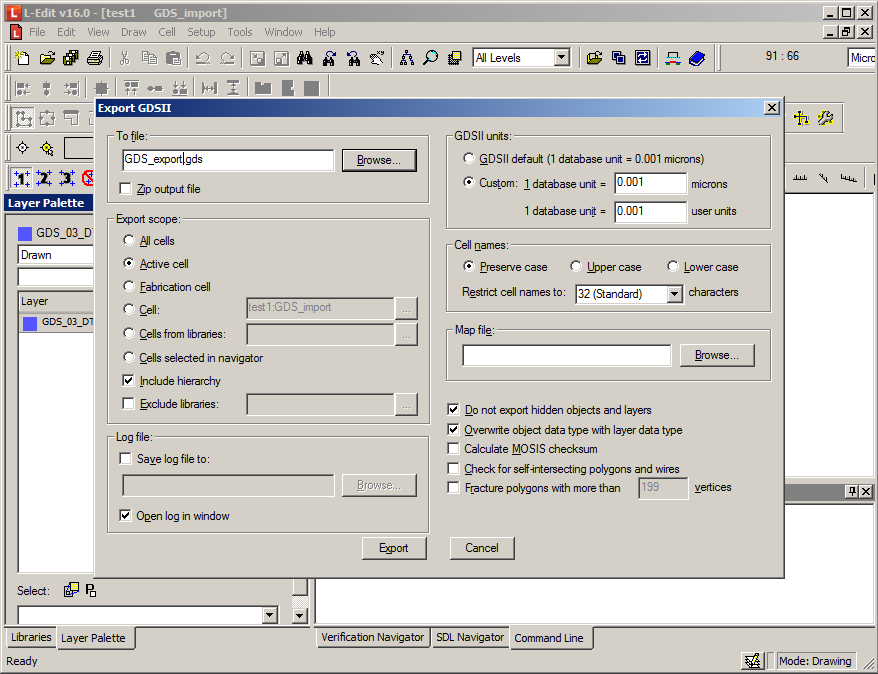 L-Edit v16.0 - [test1 GDS_import]
File Edit View Draw Cell Setup Tools Window Help
All Levels
91 : 66
Micro
1 2 3
Layer Palette
GDS_03_DT
Drawn
Layer
GDS_03_DT
Export GDSII
To file:
GDS_export.gds
Browse...
Zip output file
Export scope:
All cells
Active cell
Fabrication cell
Cell:
test1:GDS_import
...
Cells from libraries:
...
Cells selected in navigator
Include hierarchy
Exclude libraries:
...
Log file:
Save log file to:
Browse...
Open log in window
GDSII units:
GDSII default (1 database unit = 0.001 microns)
Custom: 1 database unit = 0.001 microns
1 database unit = 0.001 user units
Cell names:
Preserve case Upper case Lower case
Restrict cell names to: 32 (Standard) characters
Map file:
Browse...
Do not export hidden objects and layers
Overwrite object data type with layer data type
Calculate MOSIS checksum
Check for self-intersecting polygons and wires
Fracture polygons with more than 199 vertices
Export Cancel
Select:
Libraries Layer Palette
Verification Navigator SDL Navigator Command Line
Ready
Mode: Drawing